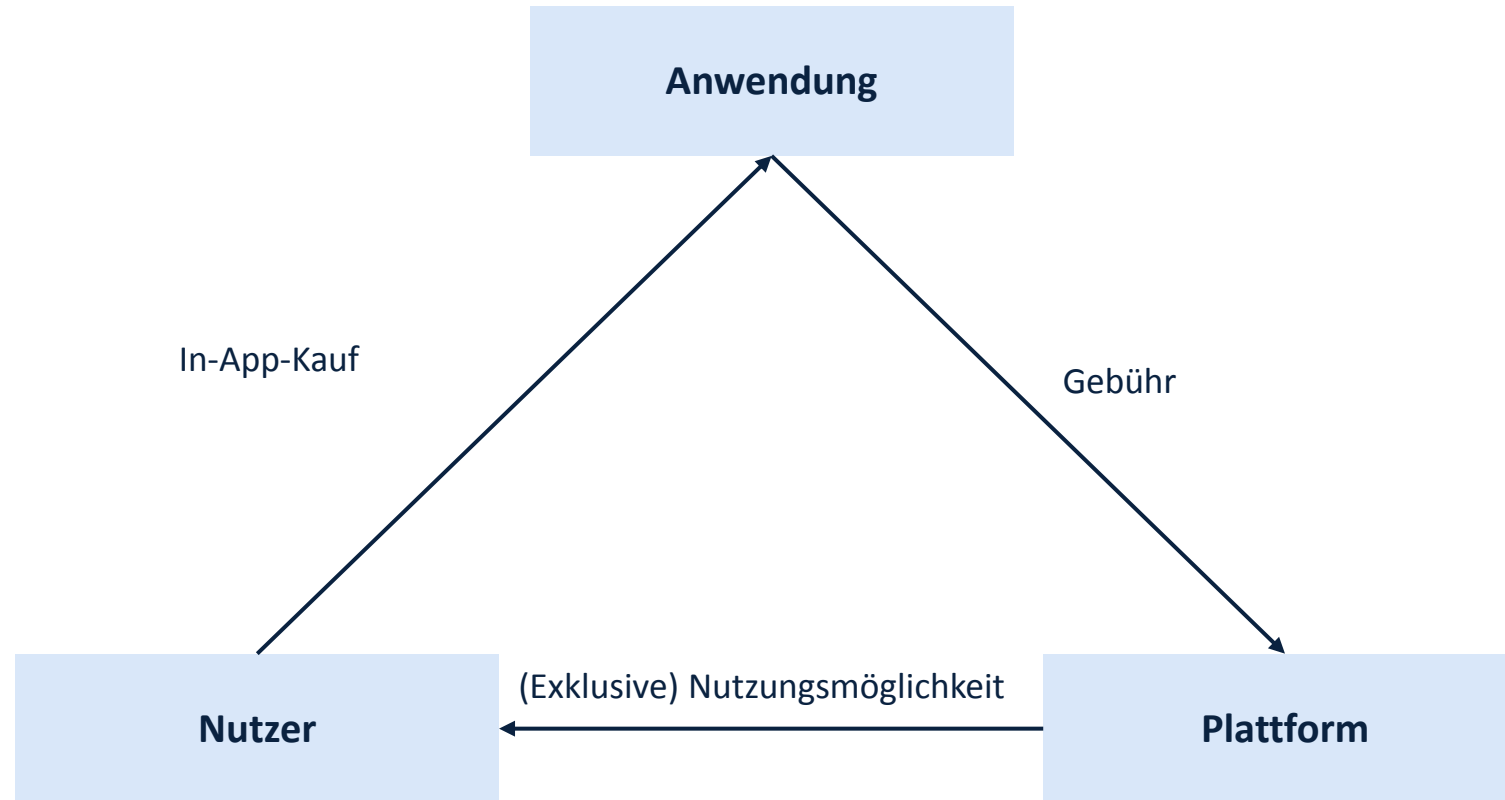 Anwendung
In-App-Kauf
Gebühr
(Exklusive) Nutzungsmöglichkeit
Nutzer
Plattform